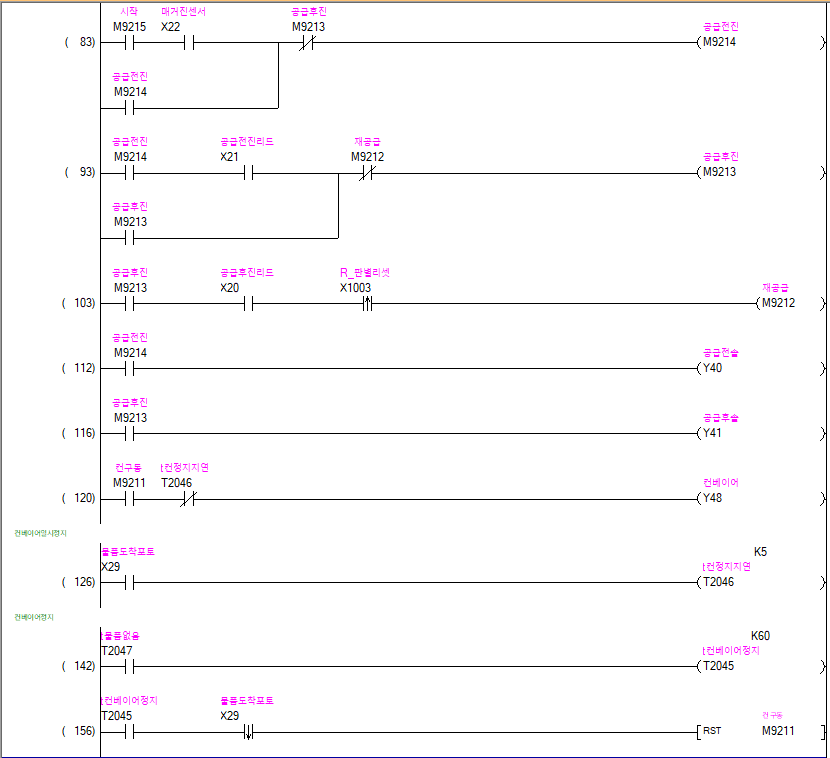 시작 매거진센서 공급후진
M9215 X22 M9213 공급전진
( 83) M9214
공급전진
M9214
공급전진 공급전진리드 재공급
M9214 X21 M9212 공급후진
( 93) M9213
공급후진
M9213
공급후진 공급후진리드 R_판별리셋
M9213 X20 X1003 재공급
( 103) M9212
공급전진
M9214 공급전솔
( 112) Y40
공급후진
M9213 공급후솔
( 116) Y41
컨구동 t컨정지지연
M9211 T2046 컨베이어
( 120) Y48
컨베이어일시정지
물품도착포토 K5
X29 t컨정지지연
( 126) T2046
컨베이어정지
t물품없음 K60
T2047 t컨베이어정지
( 142) T2045
t컨베이어정지 물품도착포토
T2045 X29 컨구동
( 156) RST M9211